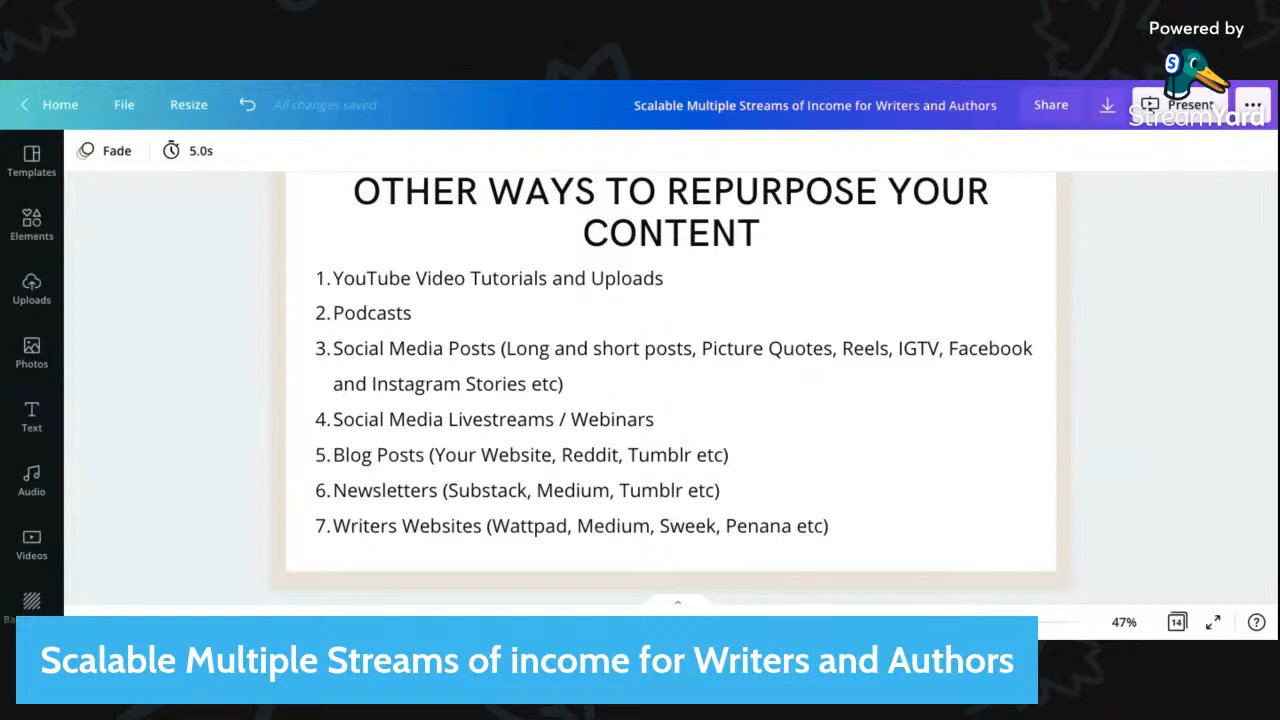 Powered by
StreamYard
Home
File
Resize
All changes saved
Scalable Multiple Streams of Income for Writers and Authors
Share
Present
Fade
5.0s
Templates
Elements
Uploads
Photos
Text
Audio
Videos
OTHER WAYS TO REPURPOSE YOUR
CONTENT
1. YouTube Video Tutorials and Uploads
2. Podcasts
3. Social Media Posts (Long and short posts, Picture Quotes, Reels, IGTV, Facebook
and Instagram Stories etc)
4. Social Media Livestreams / Webinars
5. Blog Posts (Your Website, Reddit, Tumblr etc)
6. Newsletters (Substack, Medium, Tumblr etc)
7. Writers Websites (Wattpad, Medium, Sweek, Penana etc)
47%
14
Scalable Multiple Streams of income for Writers and Authors